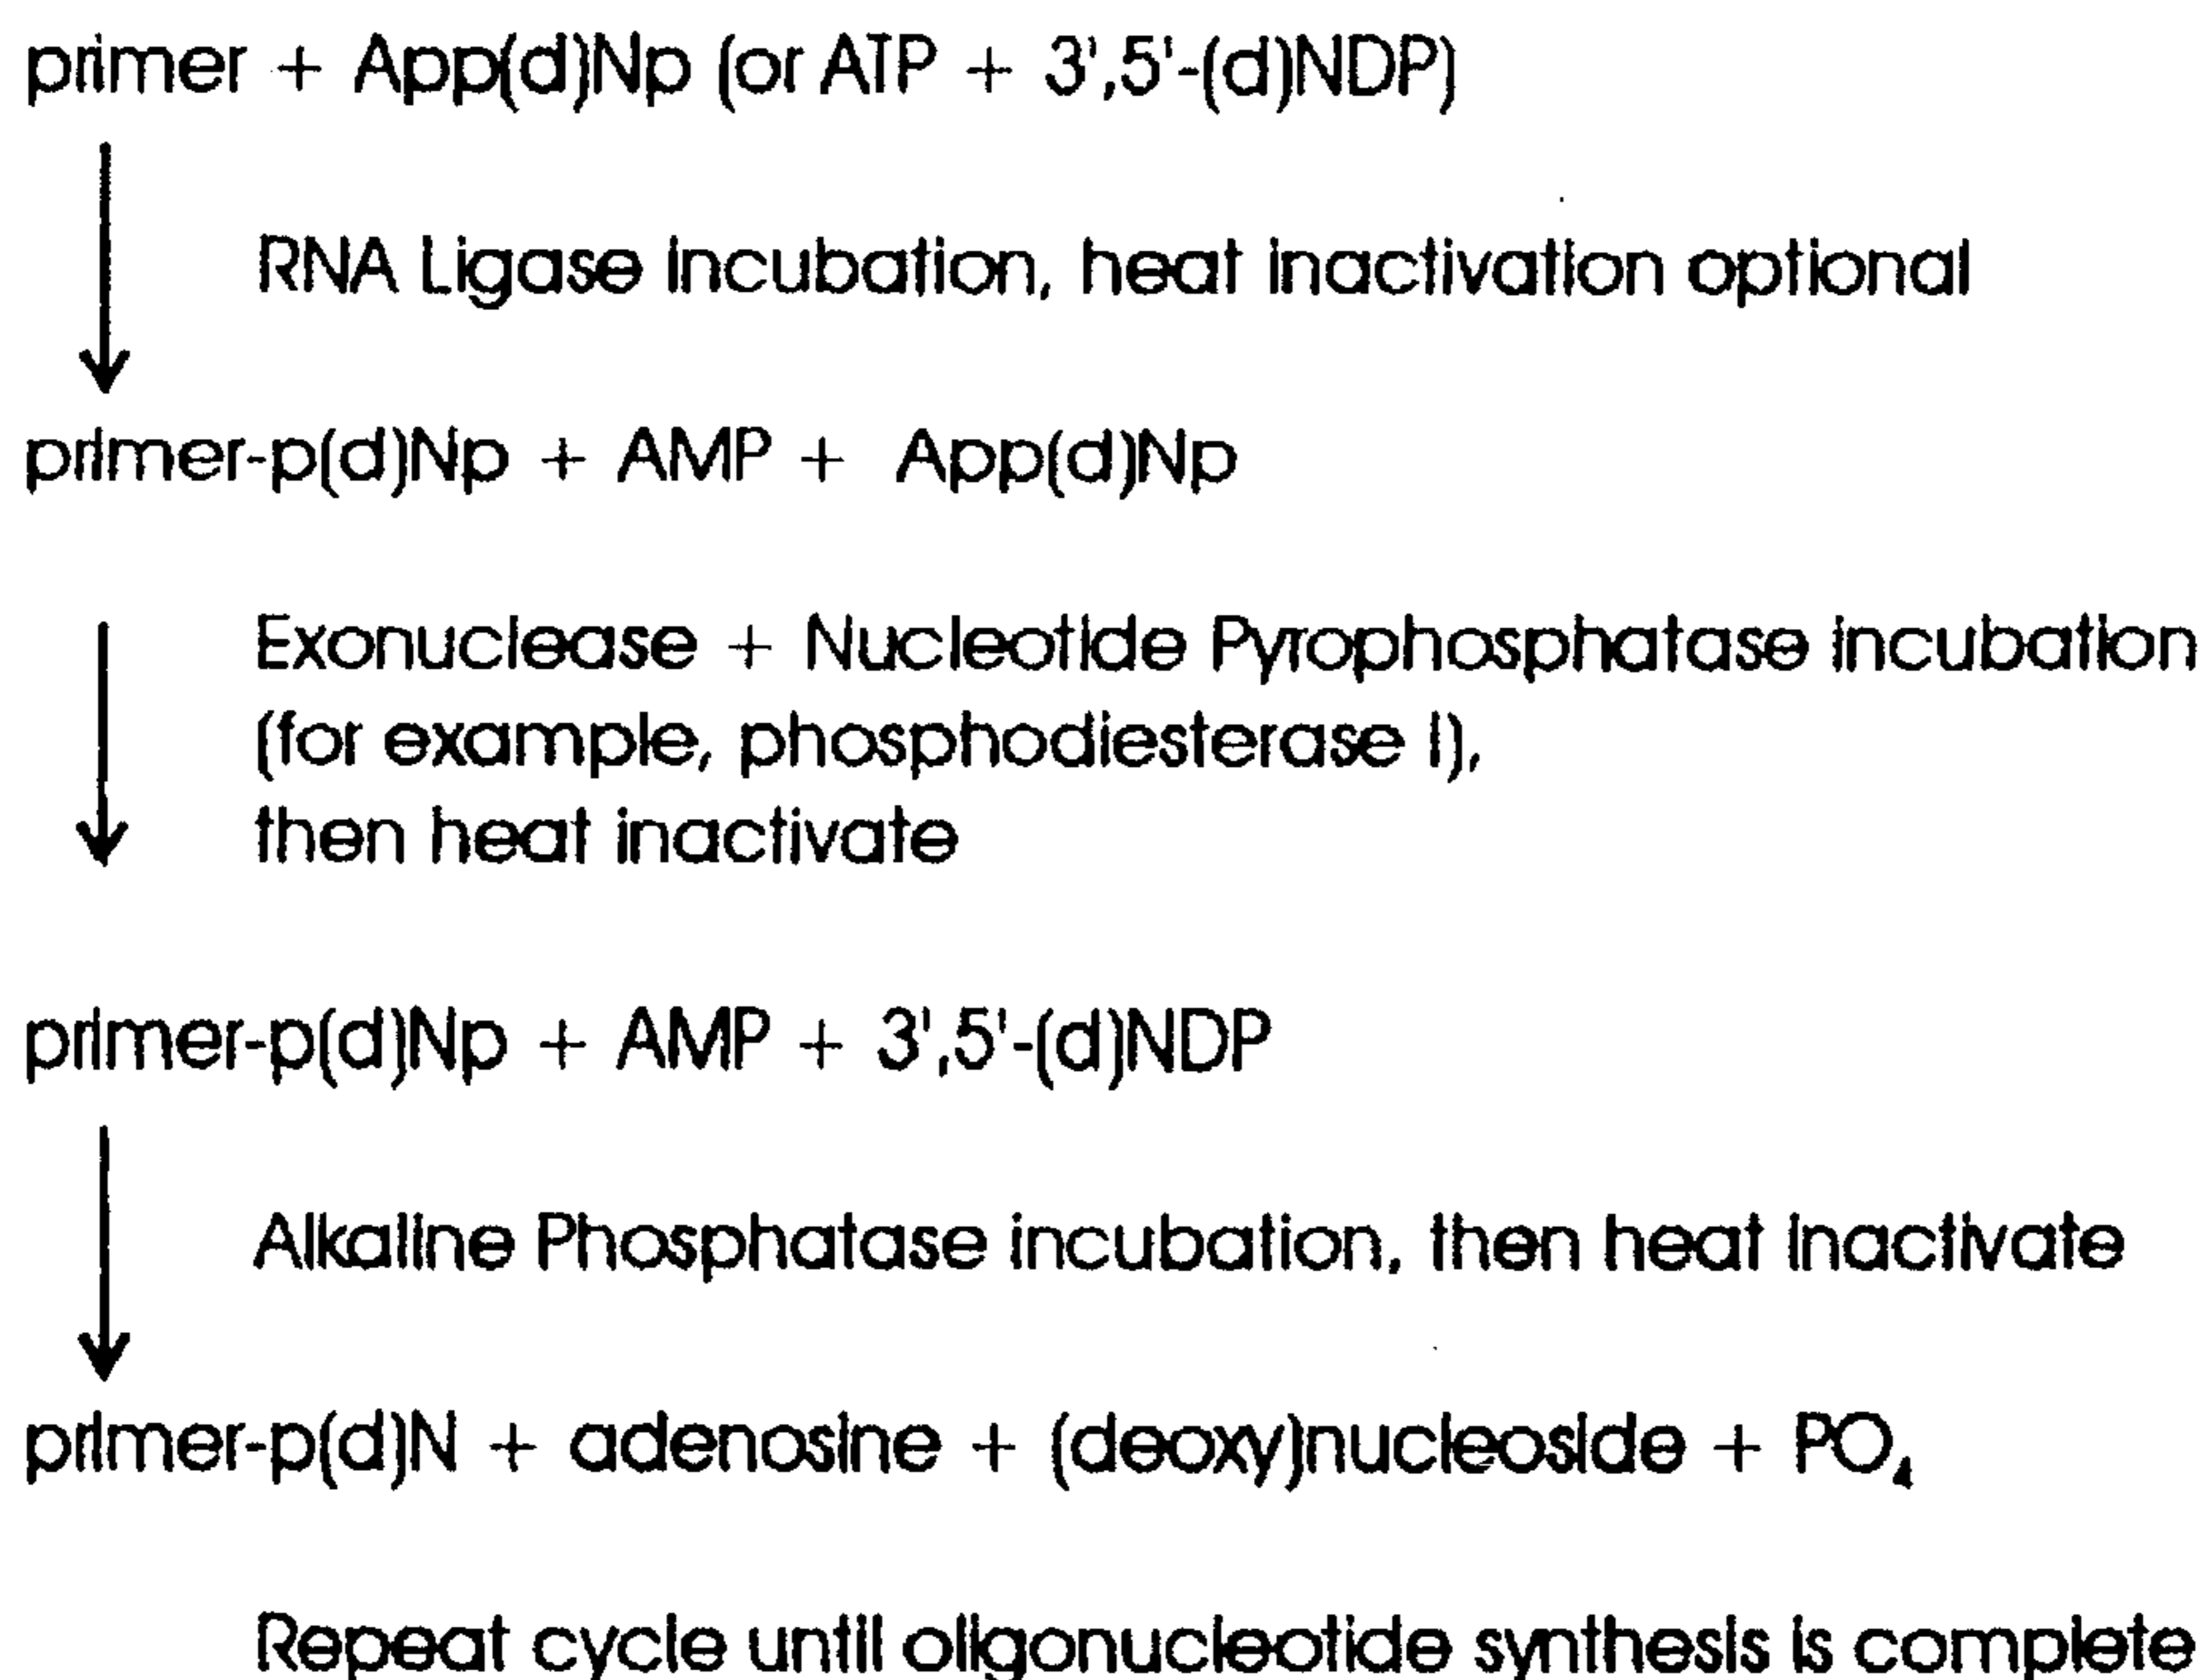 primer + App(d)Np (or ATP + 3',5'-(d)NDP)
RNA Ligase incubation, heat inactivation optional
primer-p(d)Np + AMP + App(d)Np
Exonuclease + Nucleotide Pyrophosphatase incubation
(for example, phosphodiesterase I),
then heat inactivate
primer-p(d)Np + AMP + 3',5'-(d)NDP
Alkaline Phosphatase incubation, then heat inactivate
primer-p(d)N + adenosine + (deoxy)nucleoside + PO₄
Repeat cycle until oligonucleotide synthesis is complete